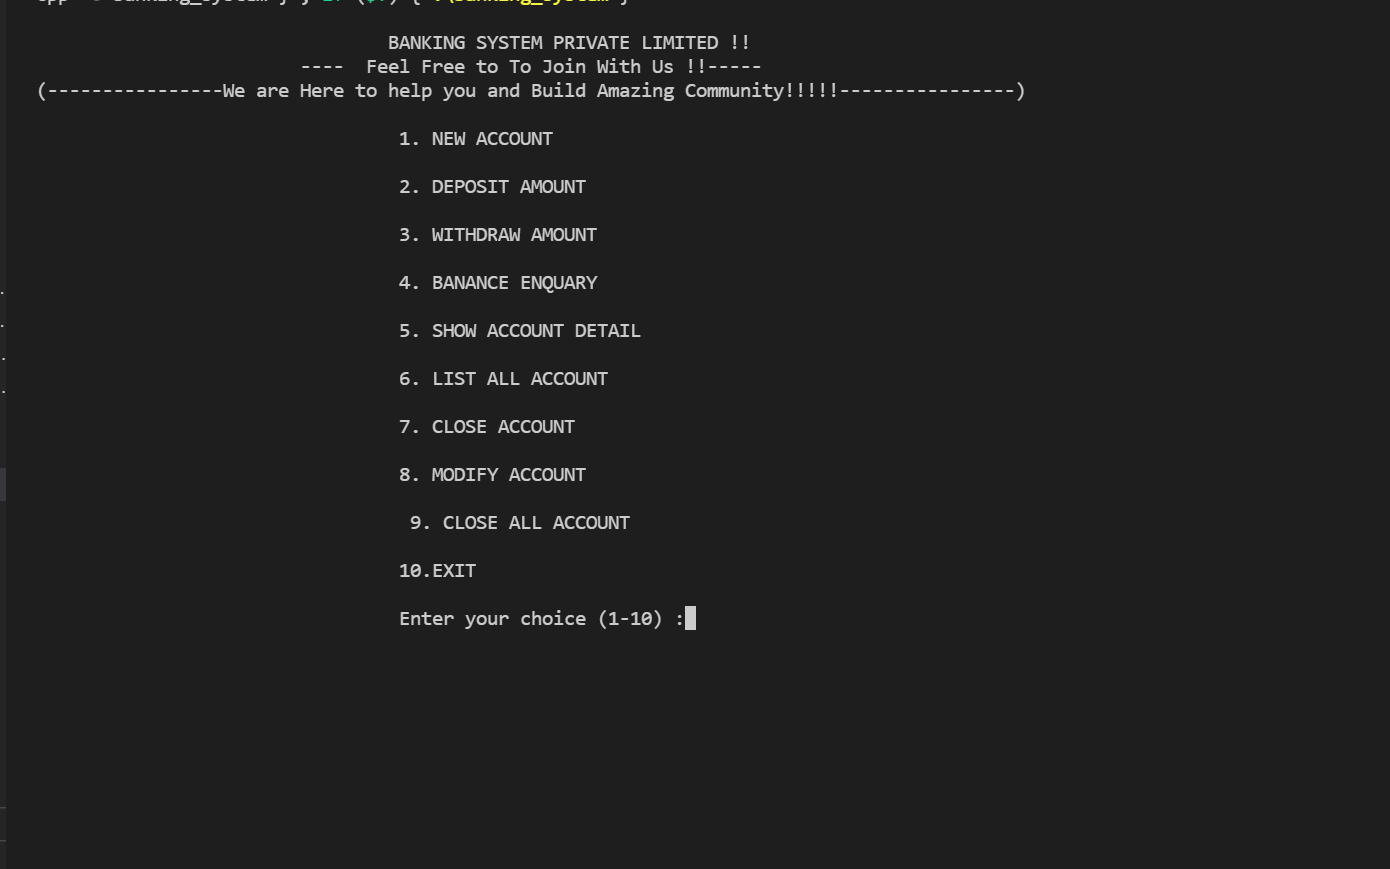 BANKING SYSTEM PRIVATE LIMITED !!
---- Feel Free to To Join With Us !!-----
(----------------We are Here to help you and Build Amazing Community!!!!!----------------)
1. NEW ACCOUNT
2. DEPOSIT AMOUNT
3. WITHDRAW AMOUNT
4. BANANCE ENQUARY
5. SHOW ACCOUNT DETAIL
6. LIST ALL ACCOUNT
7. CLOSE ACCOUNT
8. MODIFY ACCOUNT
9. CLOSE ALL ACCOUNT
10.EXIT
Enter your choice (1-10) :